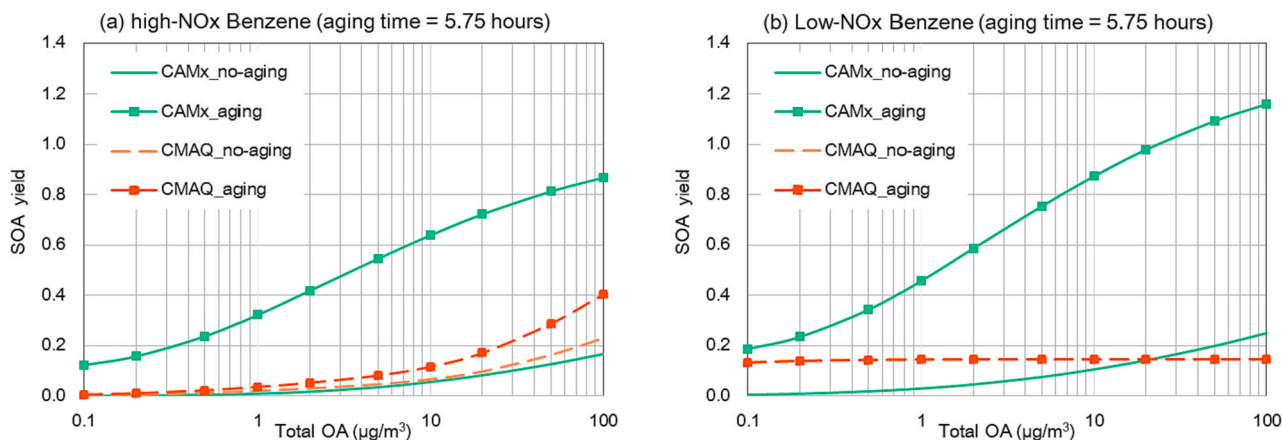 (a) high-NOx Benzene (aging time = 5.75 hours)
1.4
1.2
1.0
0.8
0.6
0.4
0.2
0.0
SOA yield
CAMx_no-aging
CAMx_aging
CMAQ_no-aging
CMAQ_aging
0.1
1
10
100
Total OA (µg/m³)
(b) Low-NOx Benzene (aging time = 5.75 hours)
1.4
1.2
1.0
0.8
0.6
0.4
0.2
0.0
SOA yield
CAMx_no-aging
CAMx_aging
CMAQ_no-aging
CMAQ_aging
0.1
1
10
100
Total OA (µg/m³)